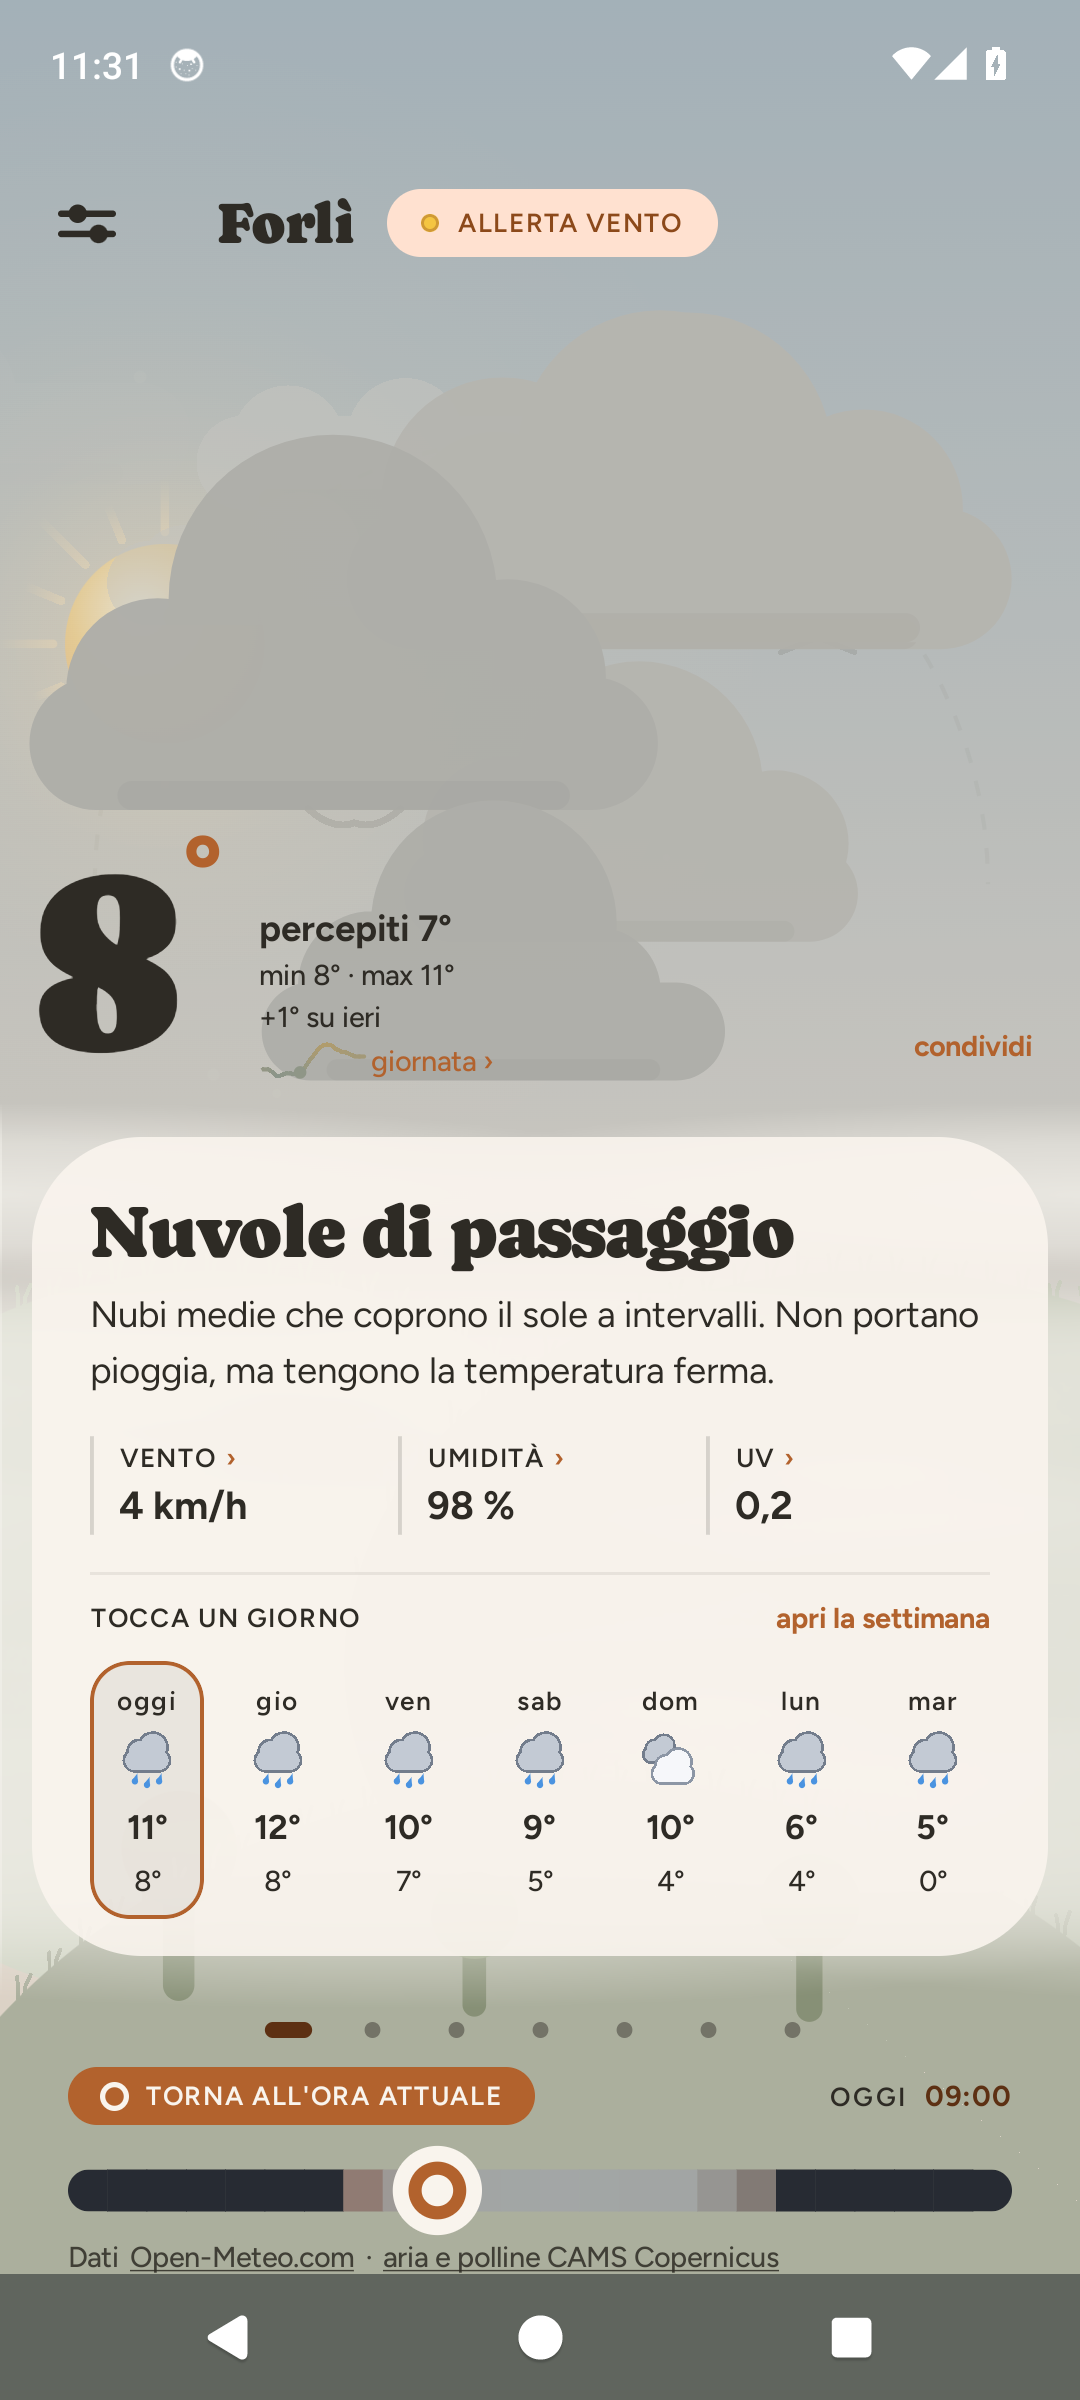 11:31
Forlì
ALLERTA VENTO
8°
percepiti 7°
min 8° · max 11°
+1° su ieri
giornata ›
condividi
Nuvole di passaggio
Nubi medie che coprono il sole a intervalli. Non portano
pioggia, ma tengono la temperatura ferma.
VENTO › UMIDITÀ › UV ›
4 km/h 98 % 0,2
TOCCA UN GIORNO apri la settimana
oggi gio ven sab dom lun mar
11° 12° 10° 9° 10° 6° 5°
8° 8° 7° 5° 4° 4° 0°
TORNA ALL'ORA ATTUALE OGGI 09:00
Dati Open-Meteo.com · aria e polline CAMS Copernicus